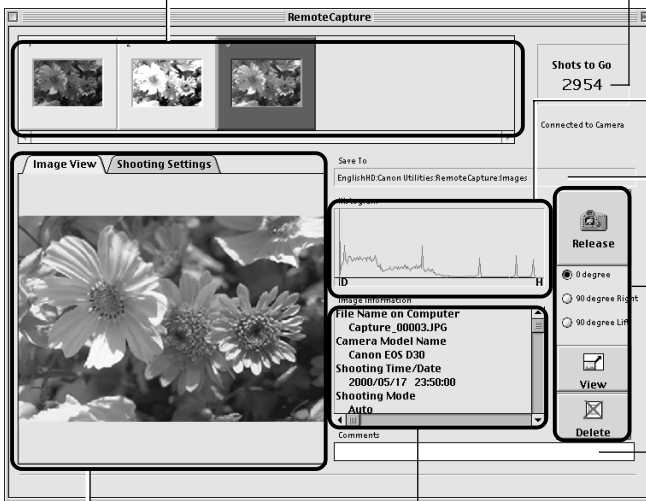 RemoteCapture
2
3
Shots to Go
2954
Connected to Camera
Image View
Shooting Settings
Save To
EnglishHD:Canon Utilities:RemoteCapture:Images
Histogram
D
H
Release
0 degree
90 degree Right
90 degree Lift
View
Delete
Image Information
File Name on Computer
Capture_00003.JPG
Camera Model Name
Canon EOS D30
Shooting Time/Date
2000/05/17 23:50:00
Shooting Mode
Auto
Comments